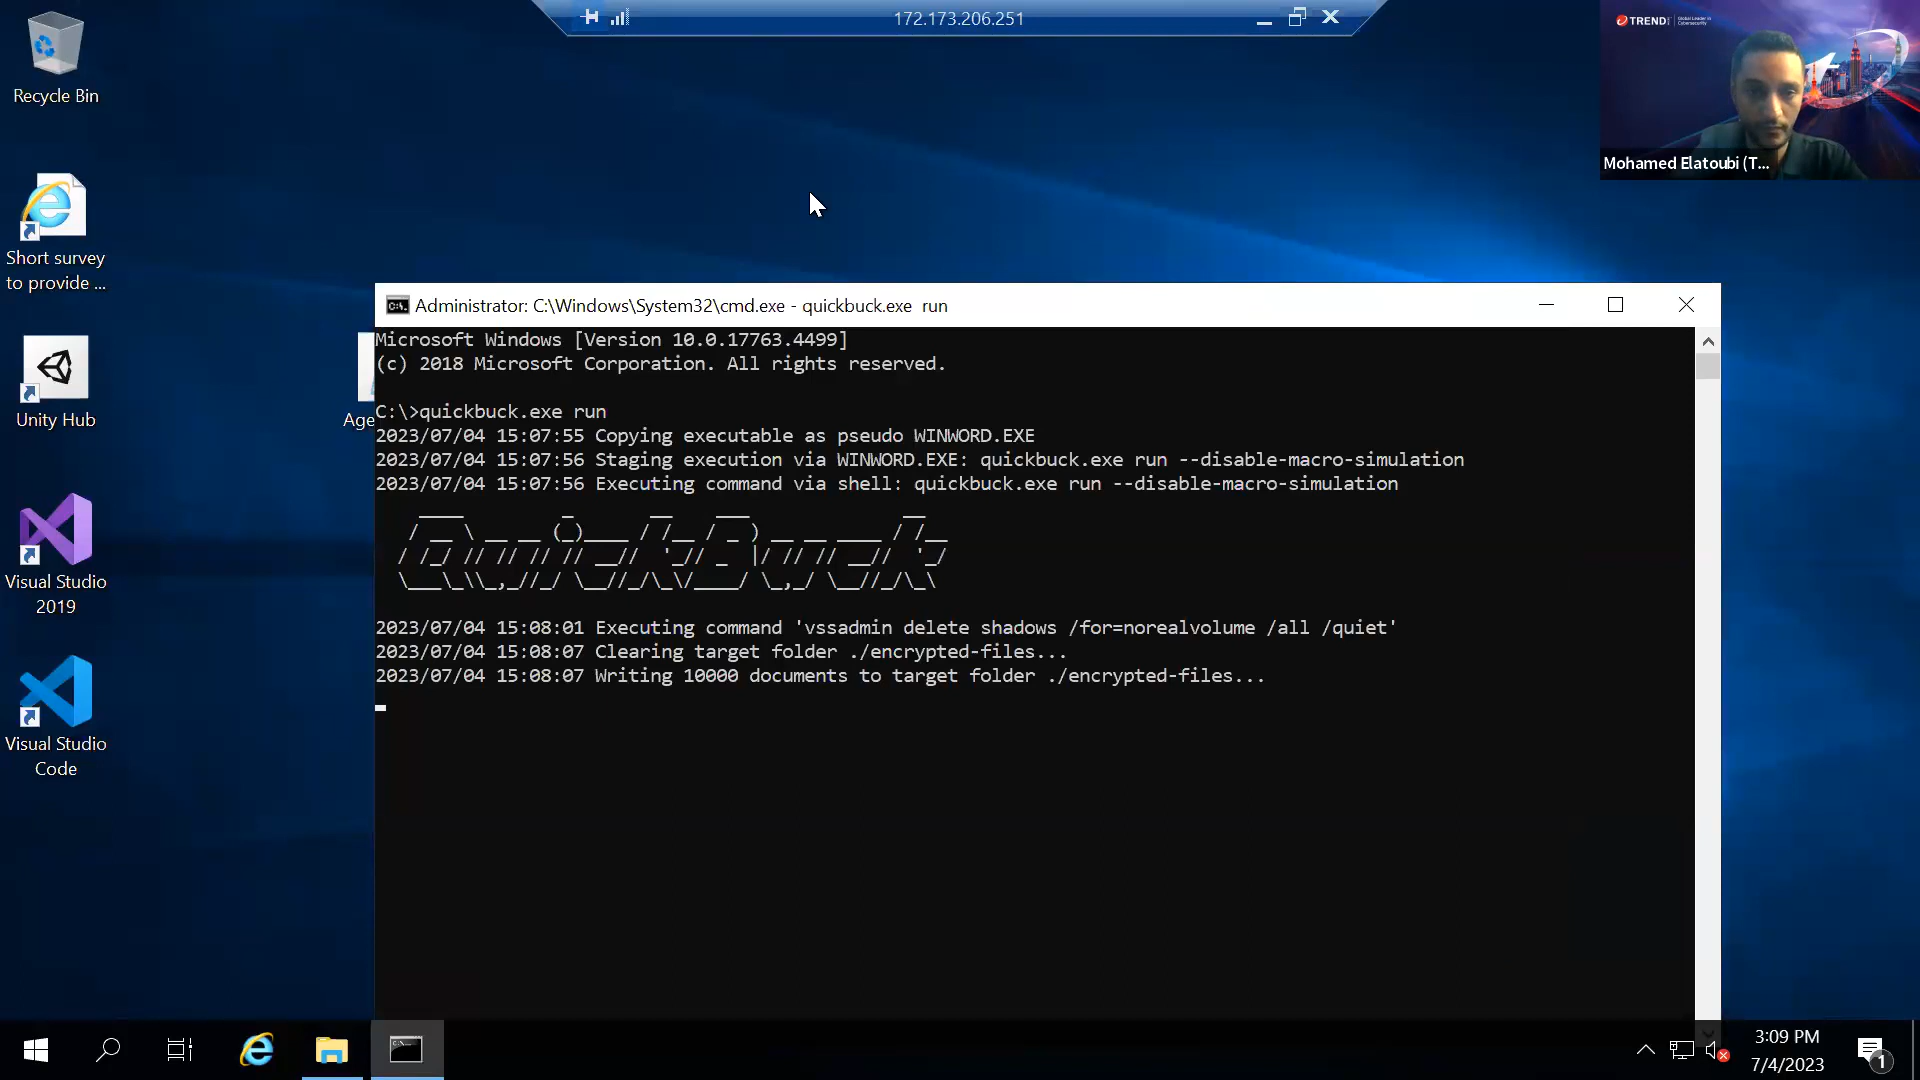 172.173.206.251
TREND
Global Leader in
Cybersecurity
Mohamed Elatoubi (T...
Recycle Bin
Short survey
to provide ...
Unity Hub
Age
Visual Studio
2019
Visual Studio
Code
Administrator: C:\Windows\System32\cmd.exe - quickbuck.exe  run
Microsoft Windows [Version 10.0.17763.4499]
(c) 2018 Microsoft Corporation. All rights reserved.
C:\>quickbuck.exe run
2023/07/04 15:07:55 Copying executable as pseudo WINWORD.EXE
2023/07/04 15:07:56 Staging execution via WINWORD.EXE: quickbuck.exe run --disable-macro-simulation
2023/07/04 15:07:56 Executing command via shell: quickbuck.exe run --disable-macro-simulation
QuickBuck
2023/07/04 15:08:01 Executing command 'vssadmin delete shadows /for=norealvolume /all /quiet'
2023/07/04 15:08:07 Clearing target folder ./encrypted-files...
2023/07/04 15:08:07 Writing 10000 documents to target folder ./encrypted-files...
3:09 PM
7/4/2023
1